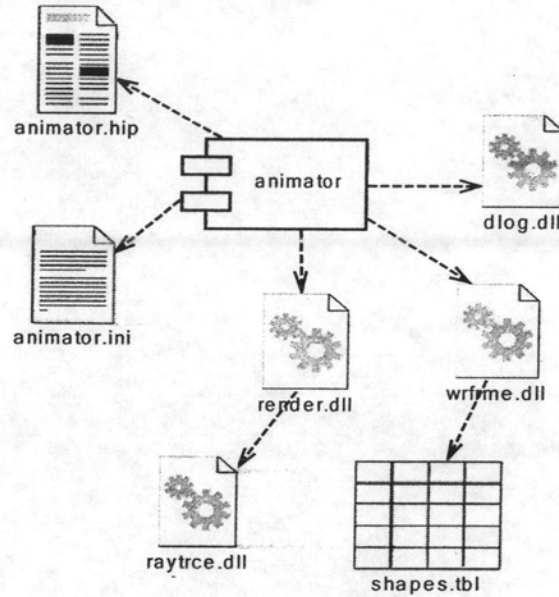 animator.hip
animator
dlog.dll
animator.ini
render.dll
wrfrme.dll
raytrce.dll
shapes.tbl